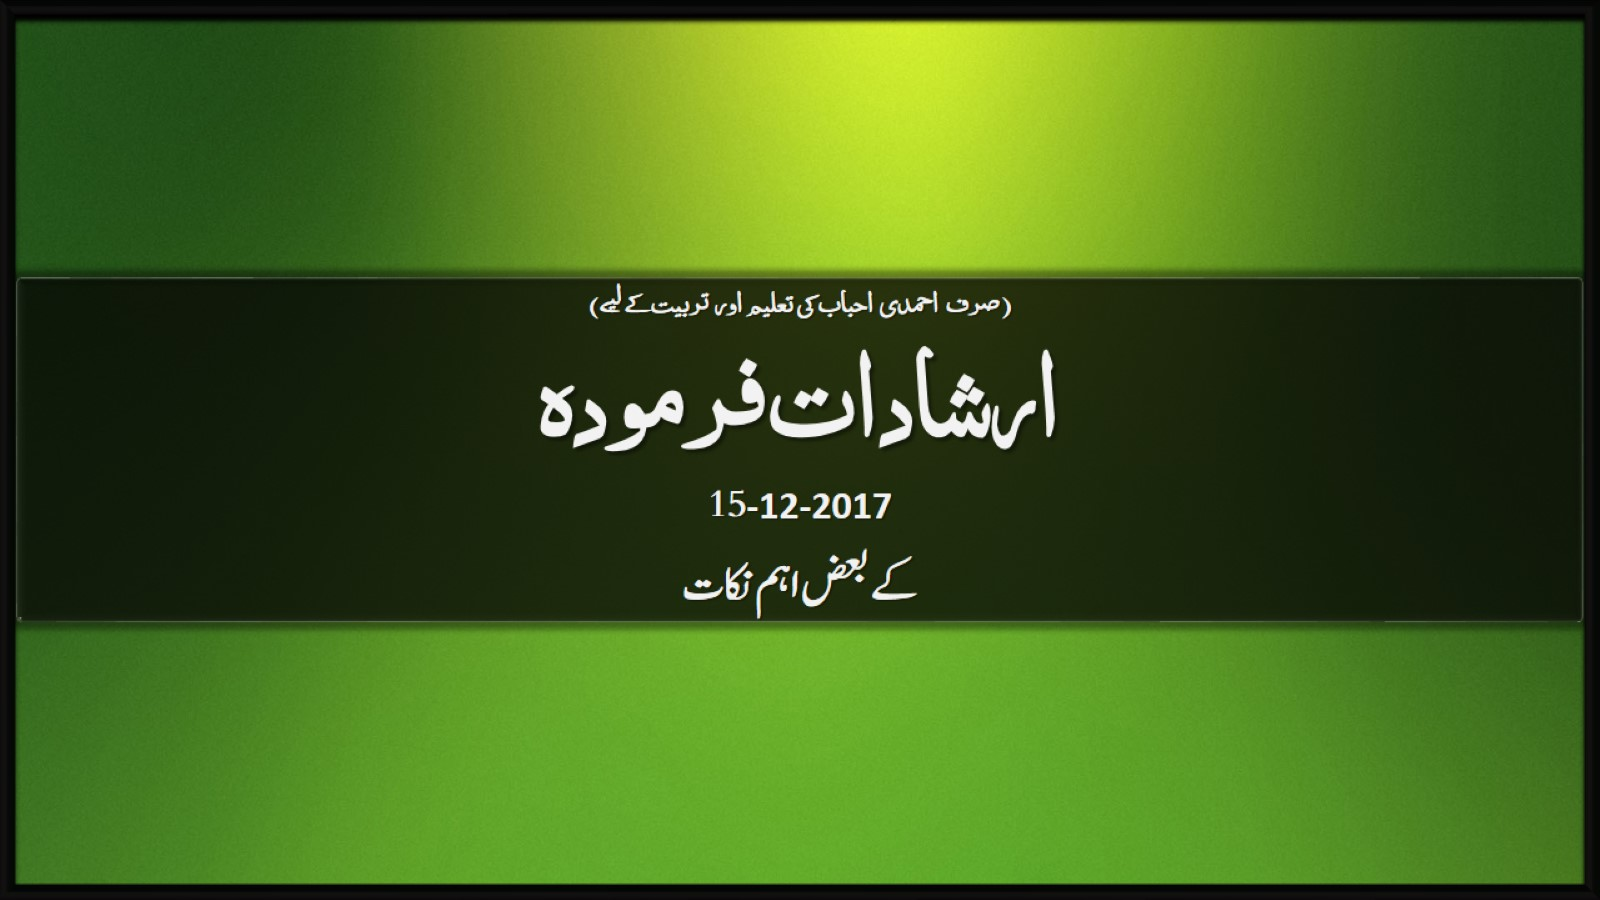 (صرف احمدی احباب کی تعلیم اور تربیت کے لیے)
ارشادات فرمودہ
15-12-2017
کے بعض اہم نکات